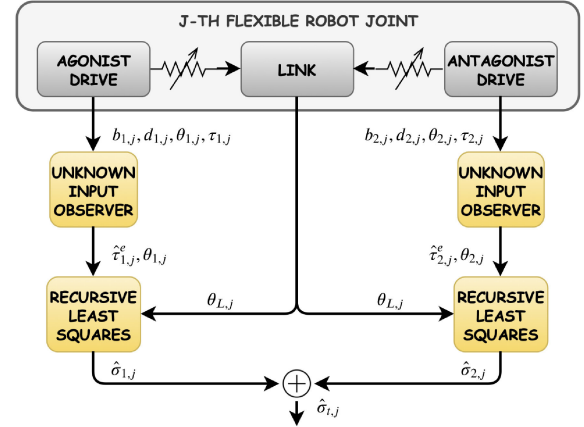 J-TH FLEXIBLE ROBOT JOINT
AGONIST
DRIVE
LINK
ANTAGONIST
DRIVE
b_{1,j}, d_{1,j}, θ_{1,j}, τ_{1,j}
b_{2,j}, d_{2,j}, θ_{2,j}, τ_{2,j}
UNKNOWN
INPUT
OBSERVER
UNKNOWN
INPUT
OBSERVER
τ̂^e_{1,j}, θ_{1,j}
τ̂^e_{2,j}, θ_{2,j}
RECURSIVE
LEAST
SQUARES
θ_{L,j}
θ_{L,j}
RECURSIVE
LEAST
SQUARES
σ̂_{1,j}
+
σ̂_{2,j}
σ̂_{t,j}